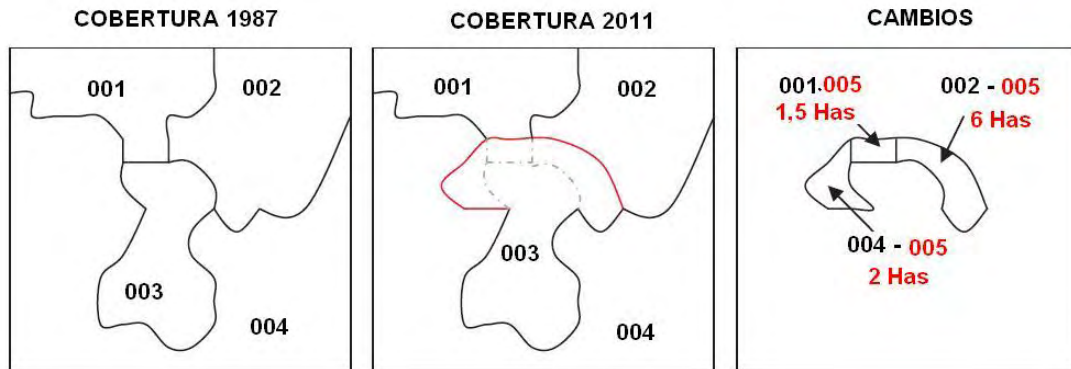 COBERTURA 1987
001
002
003
004
COBERTURA 2011
001
002
003
004
CAMBIOS
001.005
1,5 Has
002 - 005
6 Has
004 - 005
2 Has